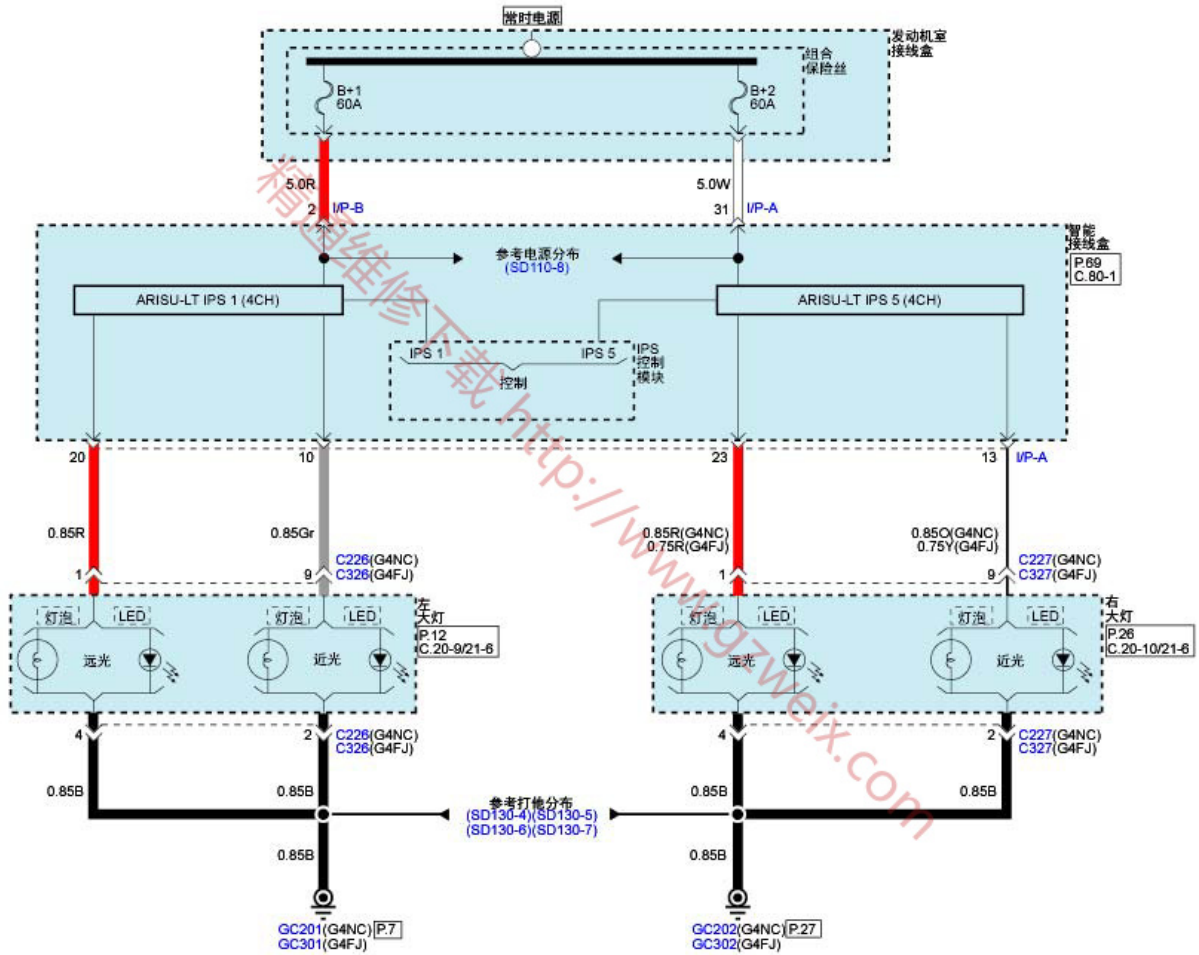 常时电源
发动机室
接线盒
组合
保险丝
B+1
60A
B+2
60A
5.0R
5.0W
2
I/P-B
31
I/P-A
智能
接线盒
P.69
C.80-1
参考电源分布
(SD110-8)
ARISU-LT IPS 1 (4CH)
ARISU-LT IPS 5 (4CH)
IPS 1
IPS 5
控制
IPS
控制
模块
20
10
23
13
I/P-A
0.85R
0.85Gr
0.85R(G4NC)
0.75R(G4FJ)
0.85O(G4NC)
0.75Y(G4FJ)
1
9
C226(G4NC)
C326(G4FJ)
1
9
C227(G4NC)
C327(G4FJ)
左
大灯
P.12
C.20-9/21-6
右
大灯
P.26
C.20-10/21-6
灯泡
LED
灯泡
LED
灯泡
LED
灯泡
LED
远光
近光
远光
近光
4
2
C226(G4NC)
C326(G4FJ)
4
2
C227(G4NC)
C327(G4FJ)
0.85B
0.85B
0.85B
0.85B
参考打他分布
(SD130-4)(SD130-5)
(SD130-6)(SD130-7)
0.85B
0.85B
GC201(G4NC)
P.7
GC301(G4FJ)
GC202(G4NC)
P.27
GC302(G4FJ)
精通维修下载 http://www.gzweix.com